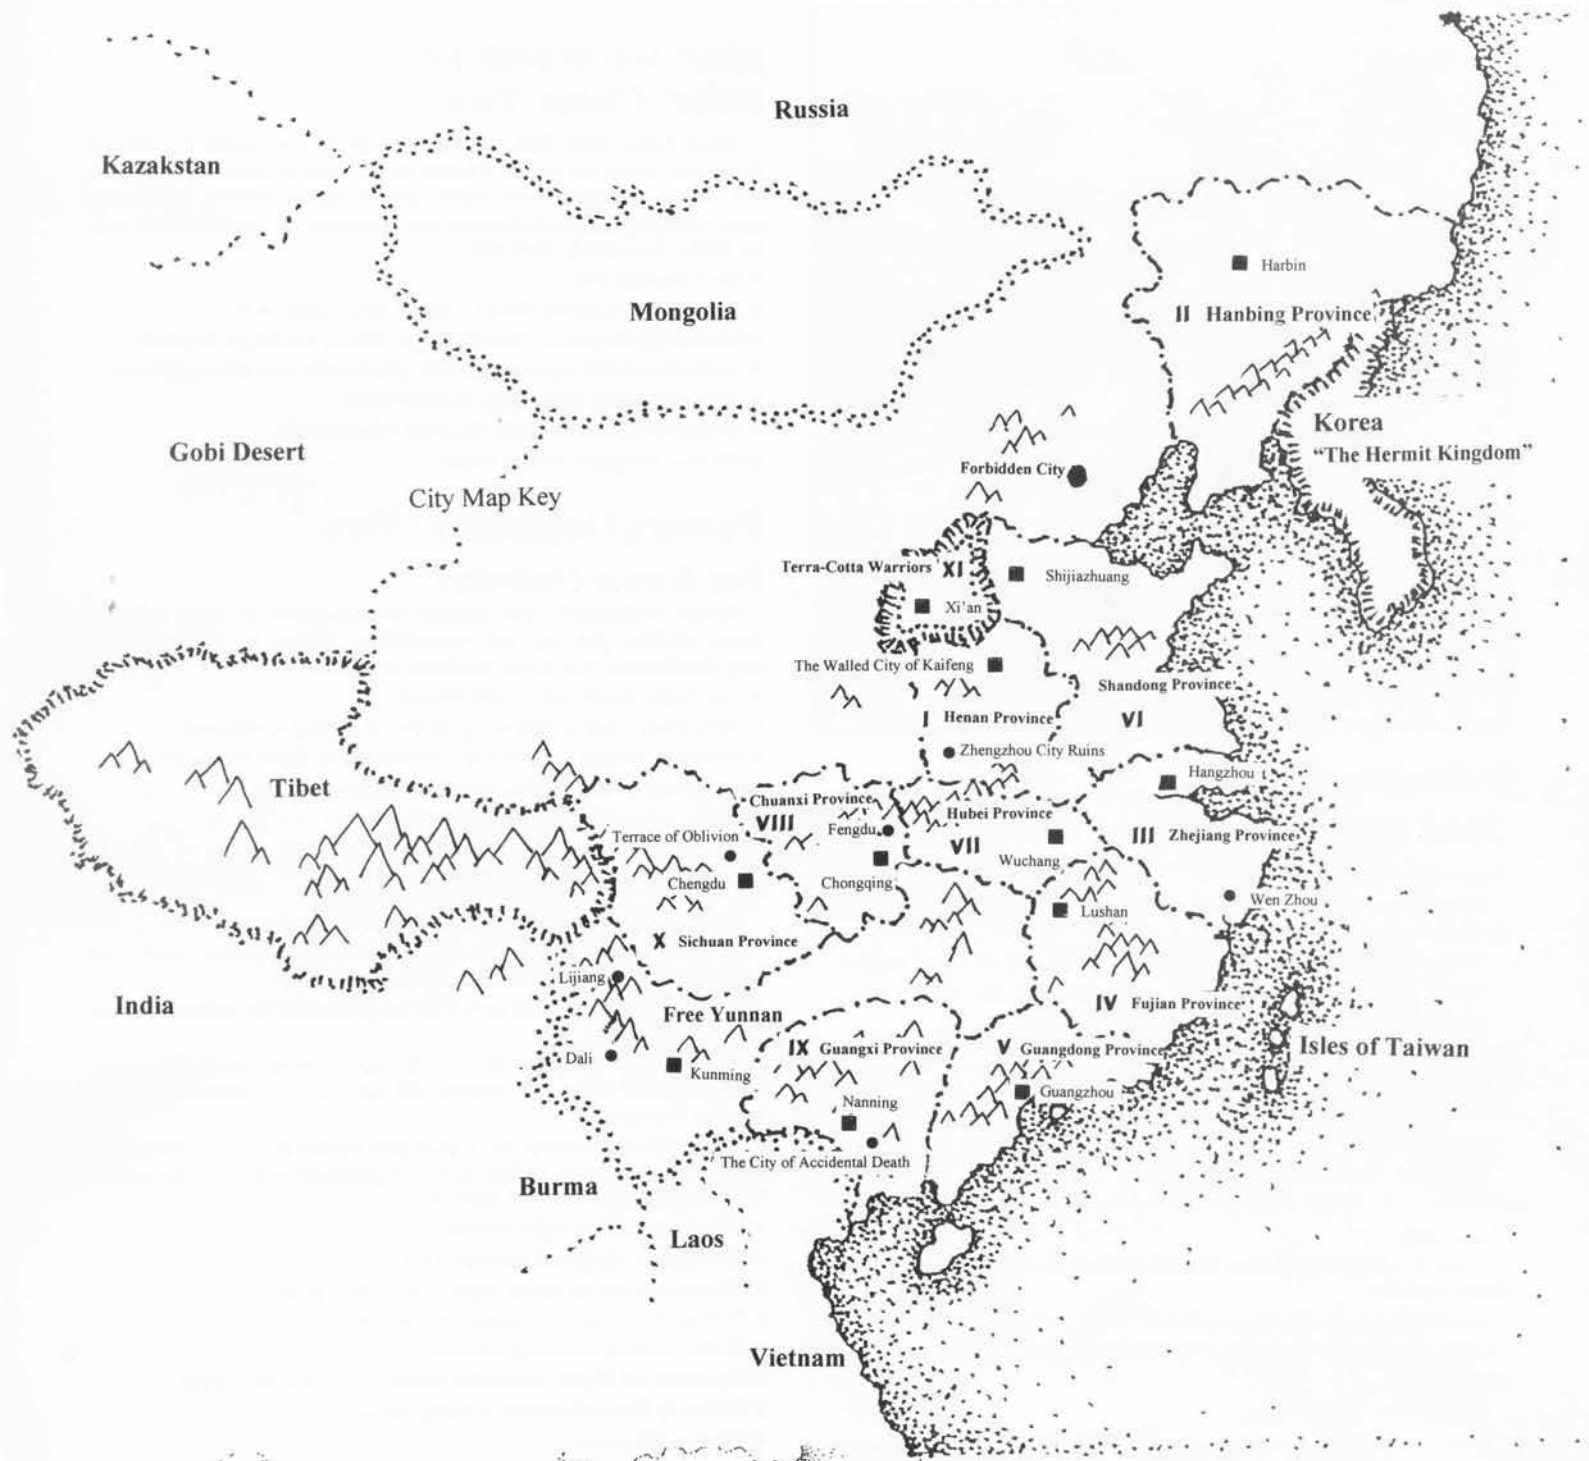 Russia
Kazakstan
Harbin
Mongolia
II Hanbing Province
Korea
"The Hermit Kingdom"
Gobi Desert
Forbidden City
City Map Key
Terra-Cotta Warriors XI
Shijiazhuang
Xi'an
The Walled City of Kaifeng
Shandong Province
VI
I Henan Province
Zhengzhou City Ruins
Hangzhou
Tibet
Chuanxi Province
VIII
Hubei Province
VII
Fengdu
Terrace of Oblivion
III Zhejiang Province
Wuchang
Chengdu
Chongqing
Wen Zhou
Lushan
X Sichuan Province
Lijiang
India
Free Yunnan
IV Fujian Province
IX Guangxi Province
V Guangdong Province
Isles of Taiwan
Dali
Kunming
Guangzhou
Nanning
The City of Accidental Death
Burma
Laos
Vietnam